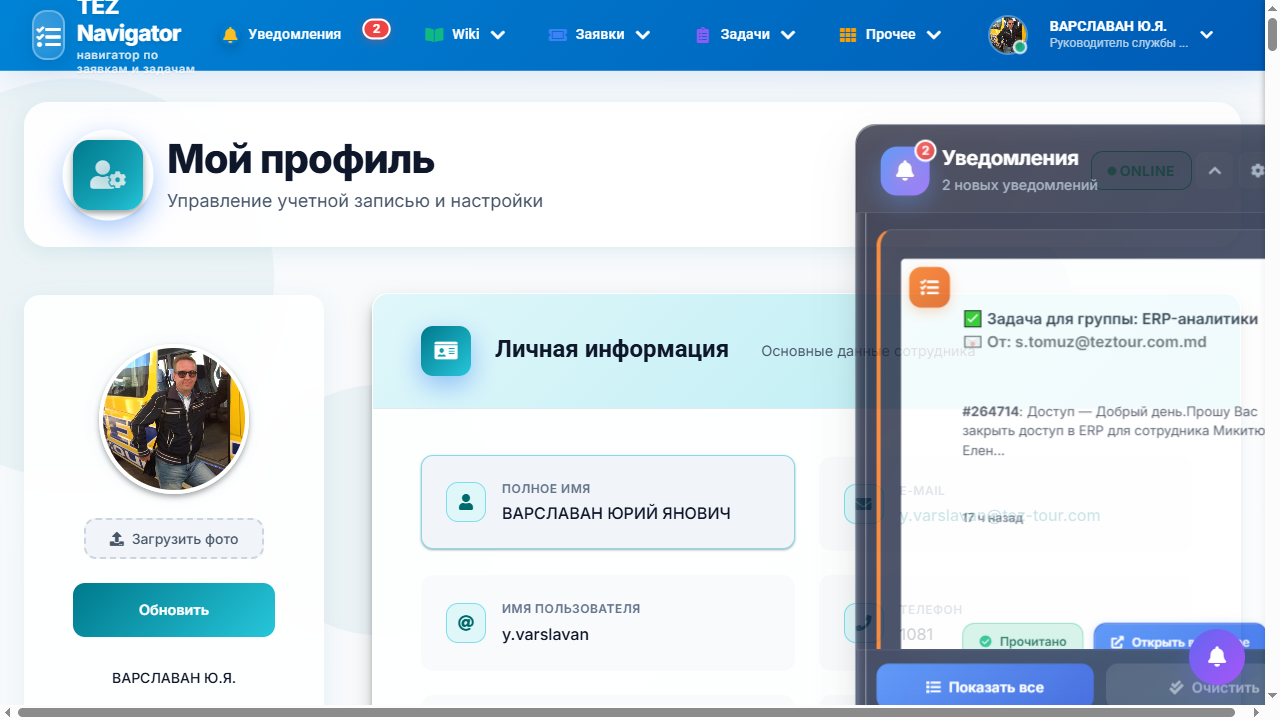 TEZ
Navigator
навигатор по
заявкам и задачам
Уведомления
2
Wiki
Заявки
Задачи
Прочее
ВАРСЛАВАН Ю.Я.
Руководитель службы ...
Мой профиль
Управление учетной записью и настройки
2
Уведомления
2 новых уведомлений
ONLINE
Личная информация
Основные данные сотрудника
✅ Задача для группы: ERP-аналитики
От: s.tomuz@teztour.com.md
#264714: Доступ — Добрый день.Прошу Вас
закрыть доступ в ERP для сотрудника
Елен...
17 ч назад
ПОЛНОЕ ИМЯ
ВАРСЛАВАН ЮРИЙ ЯНОВИЧ
E-MAIL
y.varslavan@tez-tour.com
Загрузить фото
Обновить
ИМЯ ПОЛЬЗОВАТЕЛЯ
y.varslavan
ТЕЛЕФОН
1081
Прочитано
Открыть
Показать все
Очистить
ВАРСЛАВАН Ю.Я.